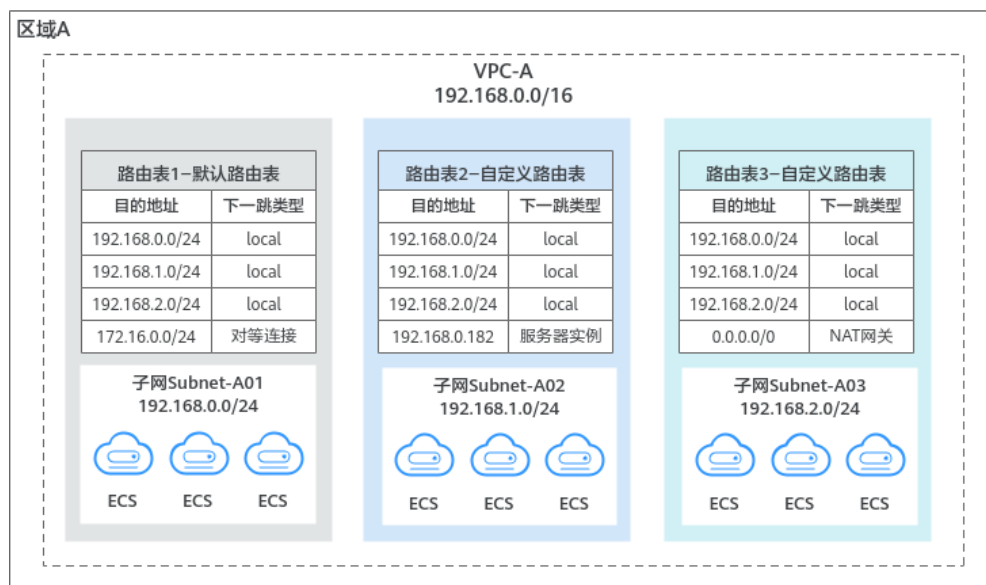 区域A
VPC-A
192.168.0.0/16
路由表1-默认路由表
目的地址 下一跳类型
192.168.0.0/24 local
192.168.1.0/24 local
192.168.2.0/24 local
172.16.0.0/24 对等连接
子网Subnet-A01
192.168.0.0/24
ECS ECS ECS
路由表2-自定义路由表
目的地址 下一跳类型
192.168.0.0/24 local
192.168.1.0/24 local
192.168.2.0/24 local
192.168.0.182 服务器实例
子网Subnet-A02
192.168.1.0/24
ECS ECS ECS
路由表3-自定义路由表
目的地址 下一跳类型
192.168.0.0/24 local
192.168.1.0/24 local
192.168.2.0/24 local
0.0.0.0/0 NAT网关
子网Subnet-A03
192.168.2.0/24
ECS ECS ECS